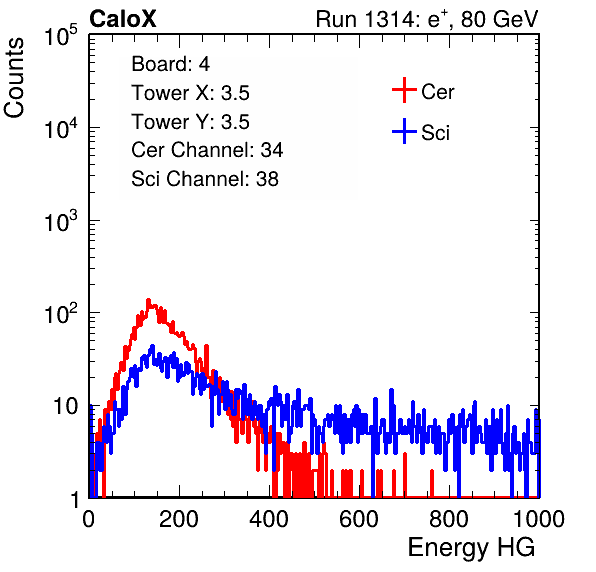 CaloX Run 1314: e⁺, 80 GeV
Counts
Board: 4
Tower X: 3.5
Tower Y: 3.5
Cer Channel: 34
Sci Channel: 38
Cer
Sci
10⁵
10⁴
10³
10²
10
1
0 200 400 600 800 1000
Energy HG